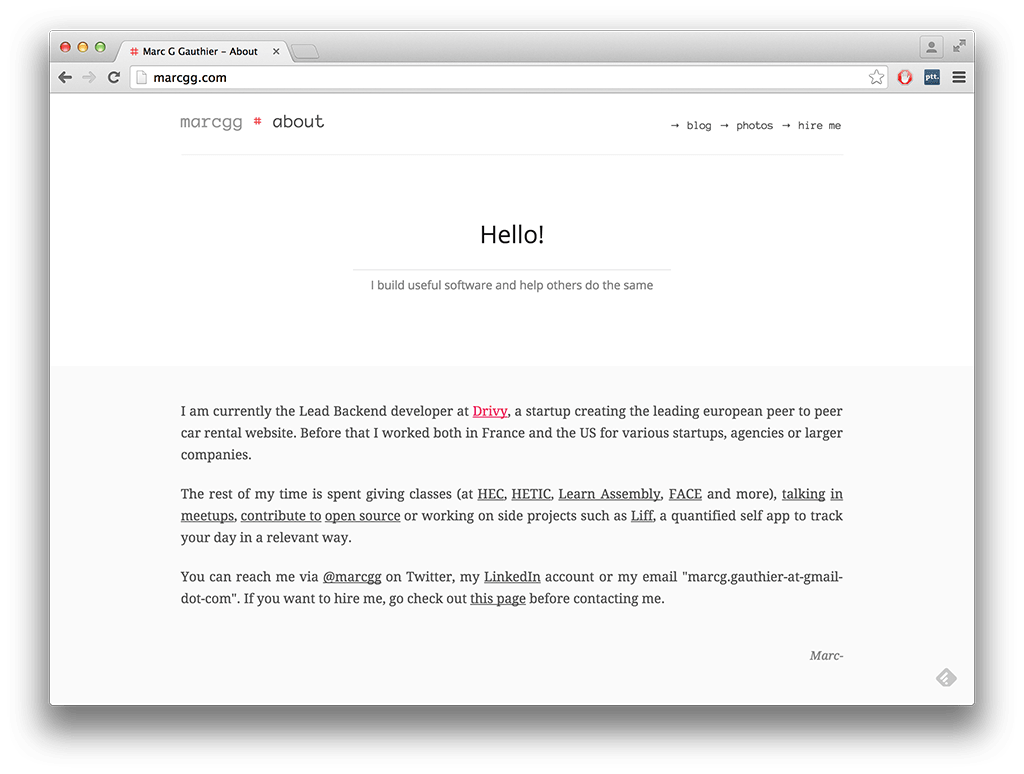 # Marc G Gauthier - About
marcgg.com
ptt.
marcgg # about
→ blog → photos → hire me
Hello!
I build useful software and help others do the same
I am currently the Lead Backend developer at Drivy, a startup creating the leading european peer to peer
car rental website. Before that I worked both in France and the US for various startups, agencies or larger
companies.
The rest of my time is spent giving classes (at HEC, HETIC, Learn Assembly, FACE and more), talking in
meetups, contribute to open source or working on side projects such as Liff, a quantified self app to track
your day in a relevant way.
You can reach me via @marcgg on Twitter, my LinkedIn account or my email "marcg.gauthier-at-gmail-
dot-com". If you want to hire me, go check out this page before contacting me.
Marc-